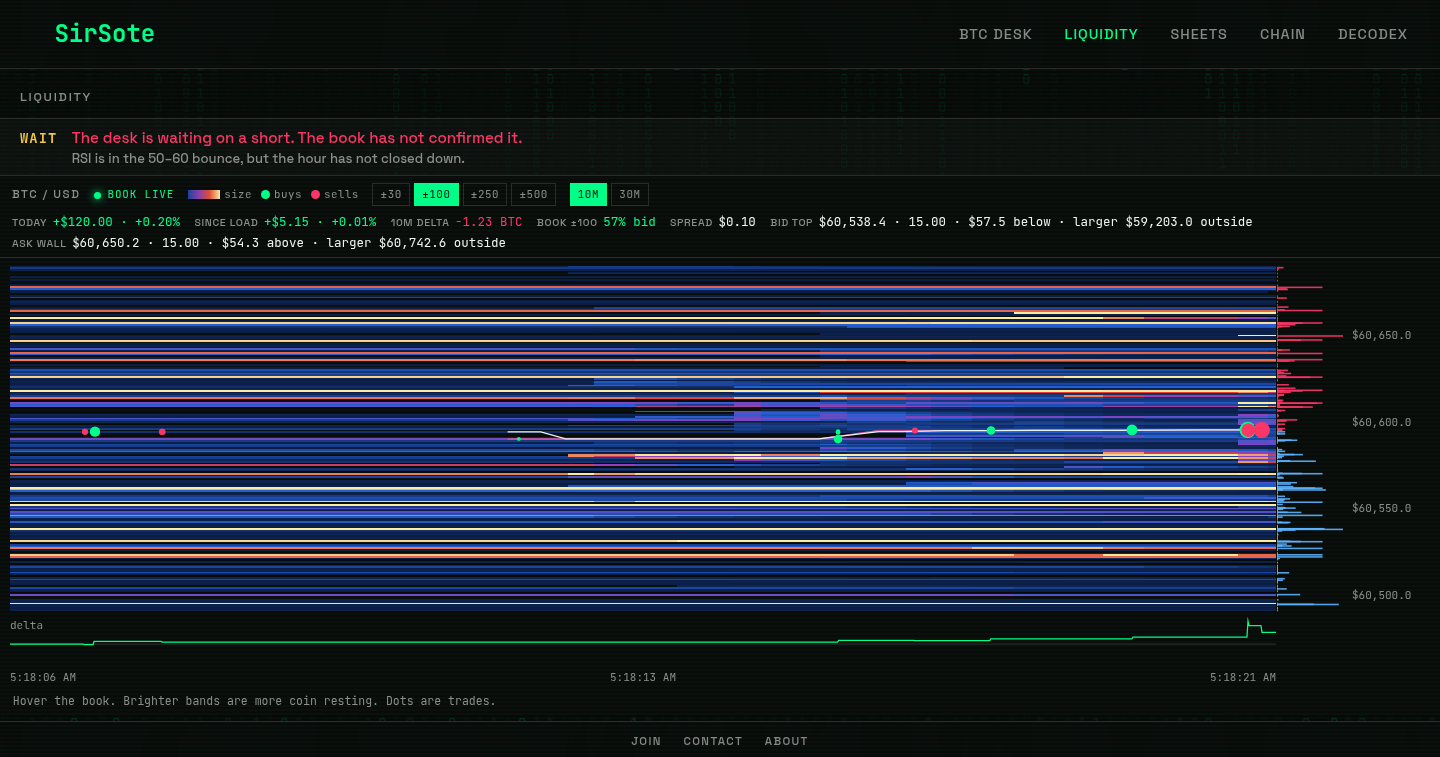 SirSote
BTC DESK LIQUIDITY SHEETS CHAIN DECODEX
LIQUIDITY
WAIT The desk is waiting on a short. The book has not confirmed it.
RSI is in the 50–60 bounce, but the hour has not closed down.
BTC / USD BOOK LIVE size buys sells ±30 ±100 ±250 ±500 10M 30M
TODAY +$120.00 · +0.20% SINCE LOAD +$5.15 · +0.01% 10M DELTA -1.23 BTC BOOK ±100 57% bid SPREAD $0.10 BID TOP $60,538.4 · 15.00 · $57.5 below · larger $59,203.0 outside
ASK WALL $60,650.2 · 15.00 · $54.3 above · larger $60,742.6 outside
$60,650.0
$60,600.0
$60,550.0
$60,500.0
delta
5:18:06 AM 5:18:13 AM 5:18:21 AM
Hover the book. Brighter bands are more coin resting. Dots are trades.
JOIN CONTACT ABOUT